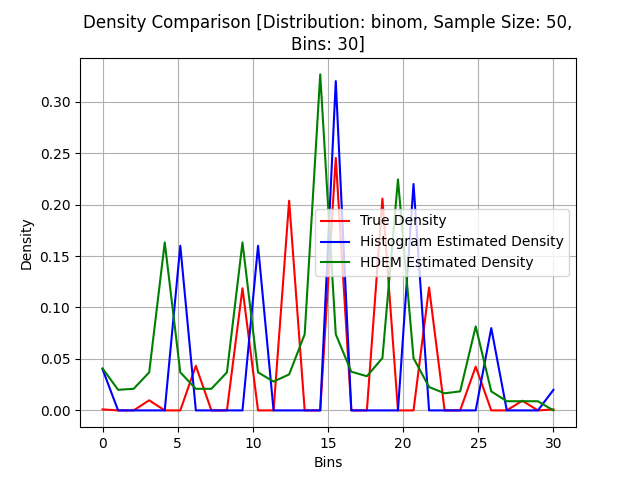 Density Comparison [Distribution: binom, Sample Size: 50,
Bins: 30]
Density
0.30
0.25
0.20
0.15
0.10
0.05
0.00
True Density
Histogram Estimated Density
HDEM Estimated Density
0 5 10 15 20 25 30
Bins